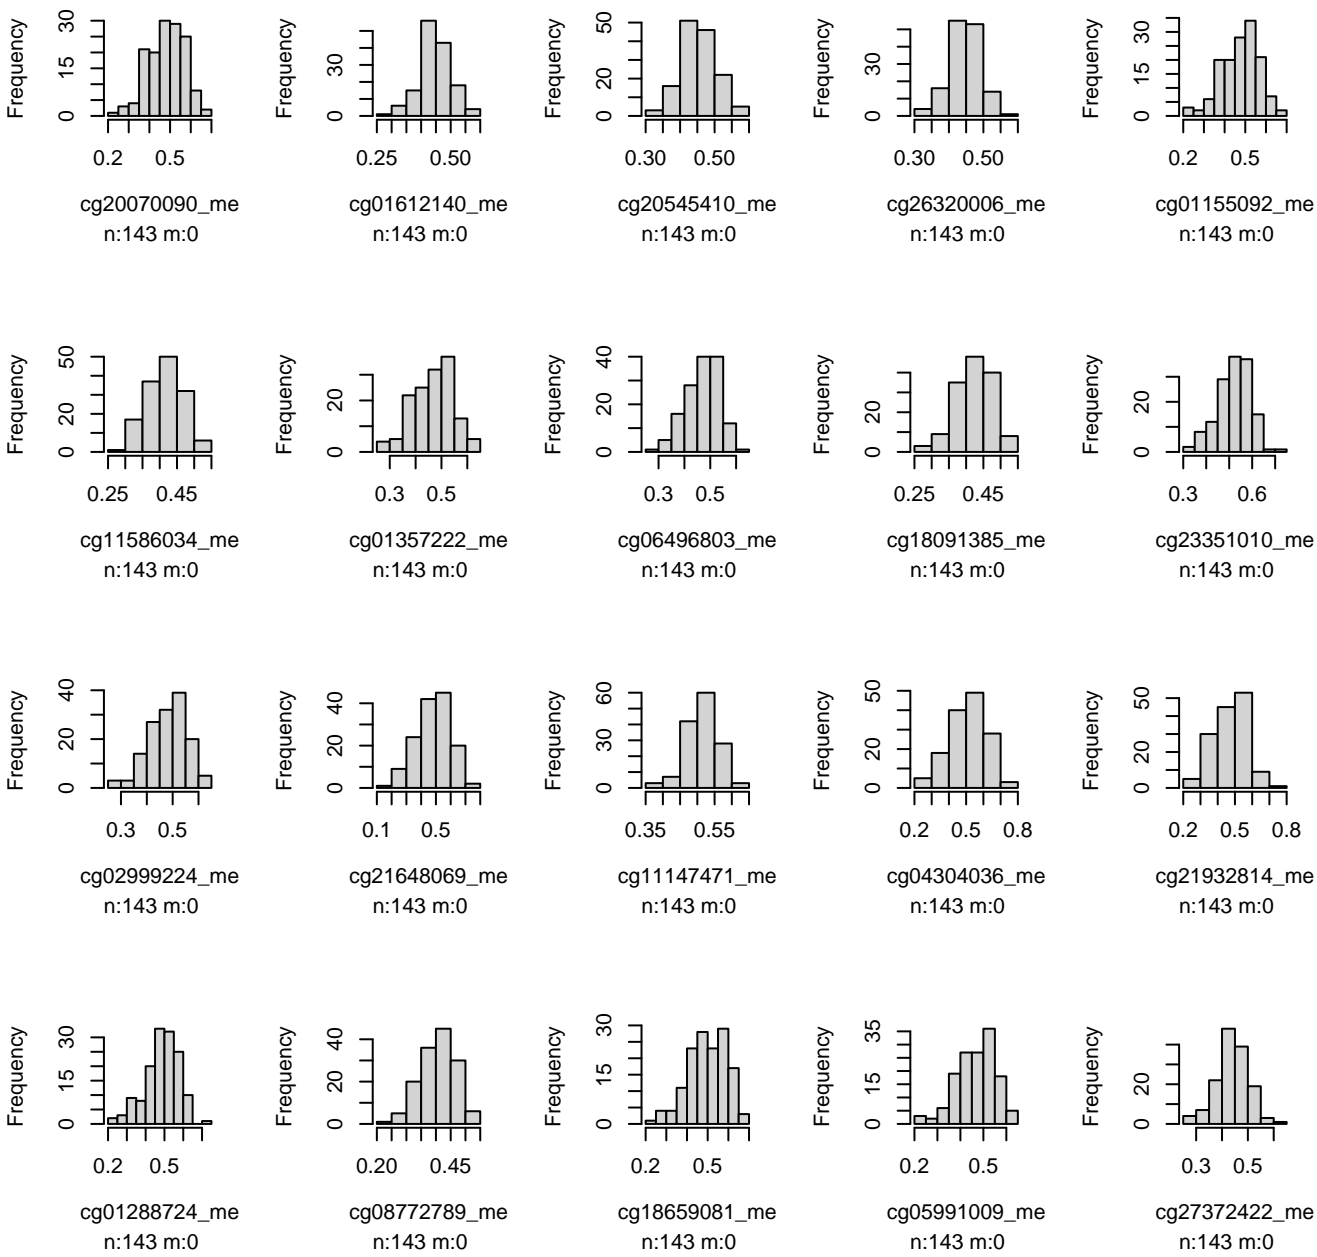 Frequency
0 15 30
0.2 0.5
cg20070090_me
n:143 m:0
Frequency
0 30
0.25 0.50
cg01612140_me
n:143 m:0
Frequency
0 20 50
0.30 0.50
cg20545410_me
n:143 m:0
Frequency
0 30
0.30 0.50
cg26320006_me
n:143 m:0
Frequency
0 15 30
0.2 0.5
cg01155092_me
n:143 m:0
Frequency
0 20 50
0.25 0.45
cg11586034_me
n:143 m:0
Frequency
0 20
0.3 0.5
cg01357222_me
n:143 m:0
Frequency
0 20 40
0.3 0.5
cg06496803_me
n:143 m:0
Frequency
0 20
0.25 0.45
cg18091385_me
n:143 m:0
Frequency
0 20
0.3 0.6
cg23351010_me
n:143 m:0
Frequency
0 20 40
0.3 0.5
cg02999224_me
n:143 m:0
Frequency
0 20 40
0.1 0.5
cg21648069_me
n:143 m:0
Frequency
0 30 60
0.35 0.55
cg11147471_me
n:143 m:0
Frequency
0 20 50
0.2 0.5 0.8
cg04304036_me
n:143 m:0
Frequency
0 20 50
0.2 0.5 0.8
cg21932814_me
n:143 m:0
Frequency
0 15 30
0.2 0.5
cg01288724_me
n:143 m:0
Frequency
0 20 40
0.20 0.45
cg08772789_me
n:143 m:0
Frequency
0 15 30
0.2 0.5
cg18659081_me
n:143 m:0
Frequency
0 15 35
0.2 0.5
cg05991009_me
n:143 m:0
Frequency
0 20
0.3 0.5
cg27372422_me
n:143 m:0